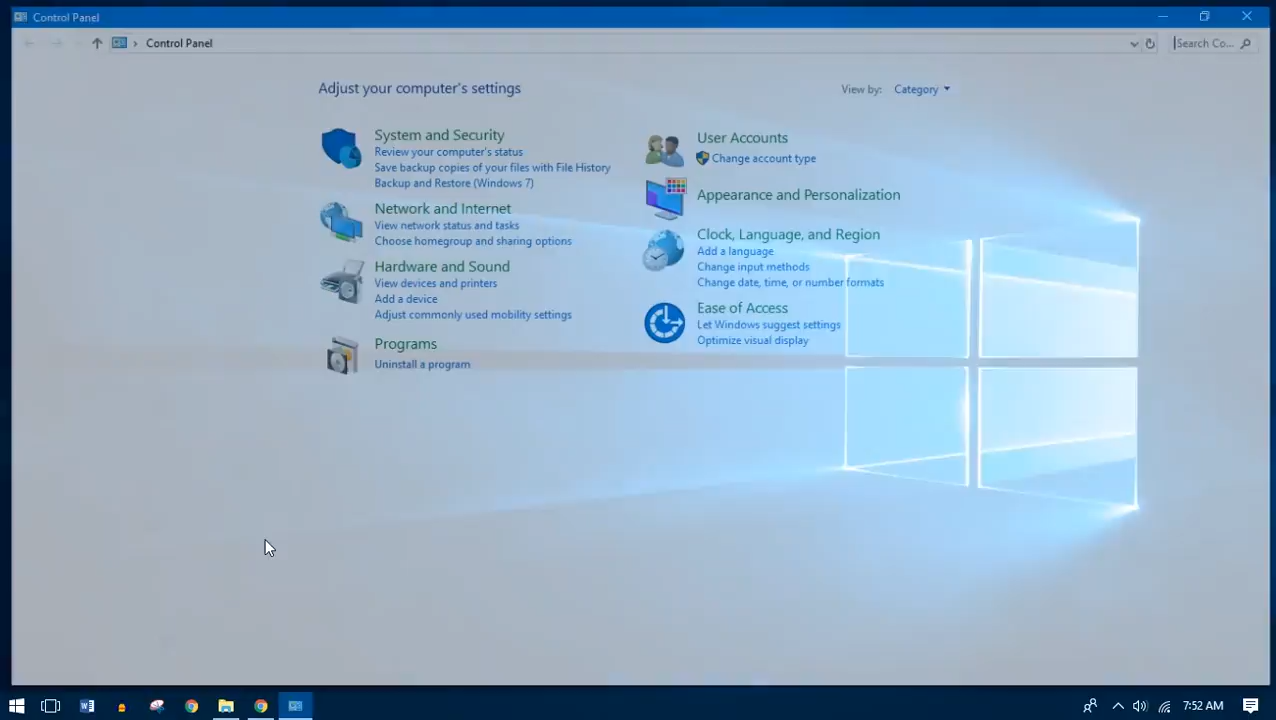 Control Panel
Control Panel
Search Co...
Adjust your computer's settings
View by: Category
System and Security
Review your computer's status
Save backup copies of your files with File History
Backup and Restore (Windows 7)
Network and Internet
View network status and tasks
Choose homegroup and sharing options
Hardware and Sound
View devices and printers
Add a device
Adjust commonly used mobility settings
Programs
Uninstall a program
User Accounts
Change account type
Appearance and Personalization
Clock, Language, and Region
Add a language
Change input methods
Change date, time, or number formats
Ease of Access
Let Windows suggest settings
Optimize visual display
7:52 AM